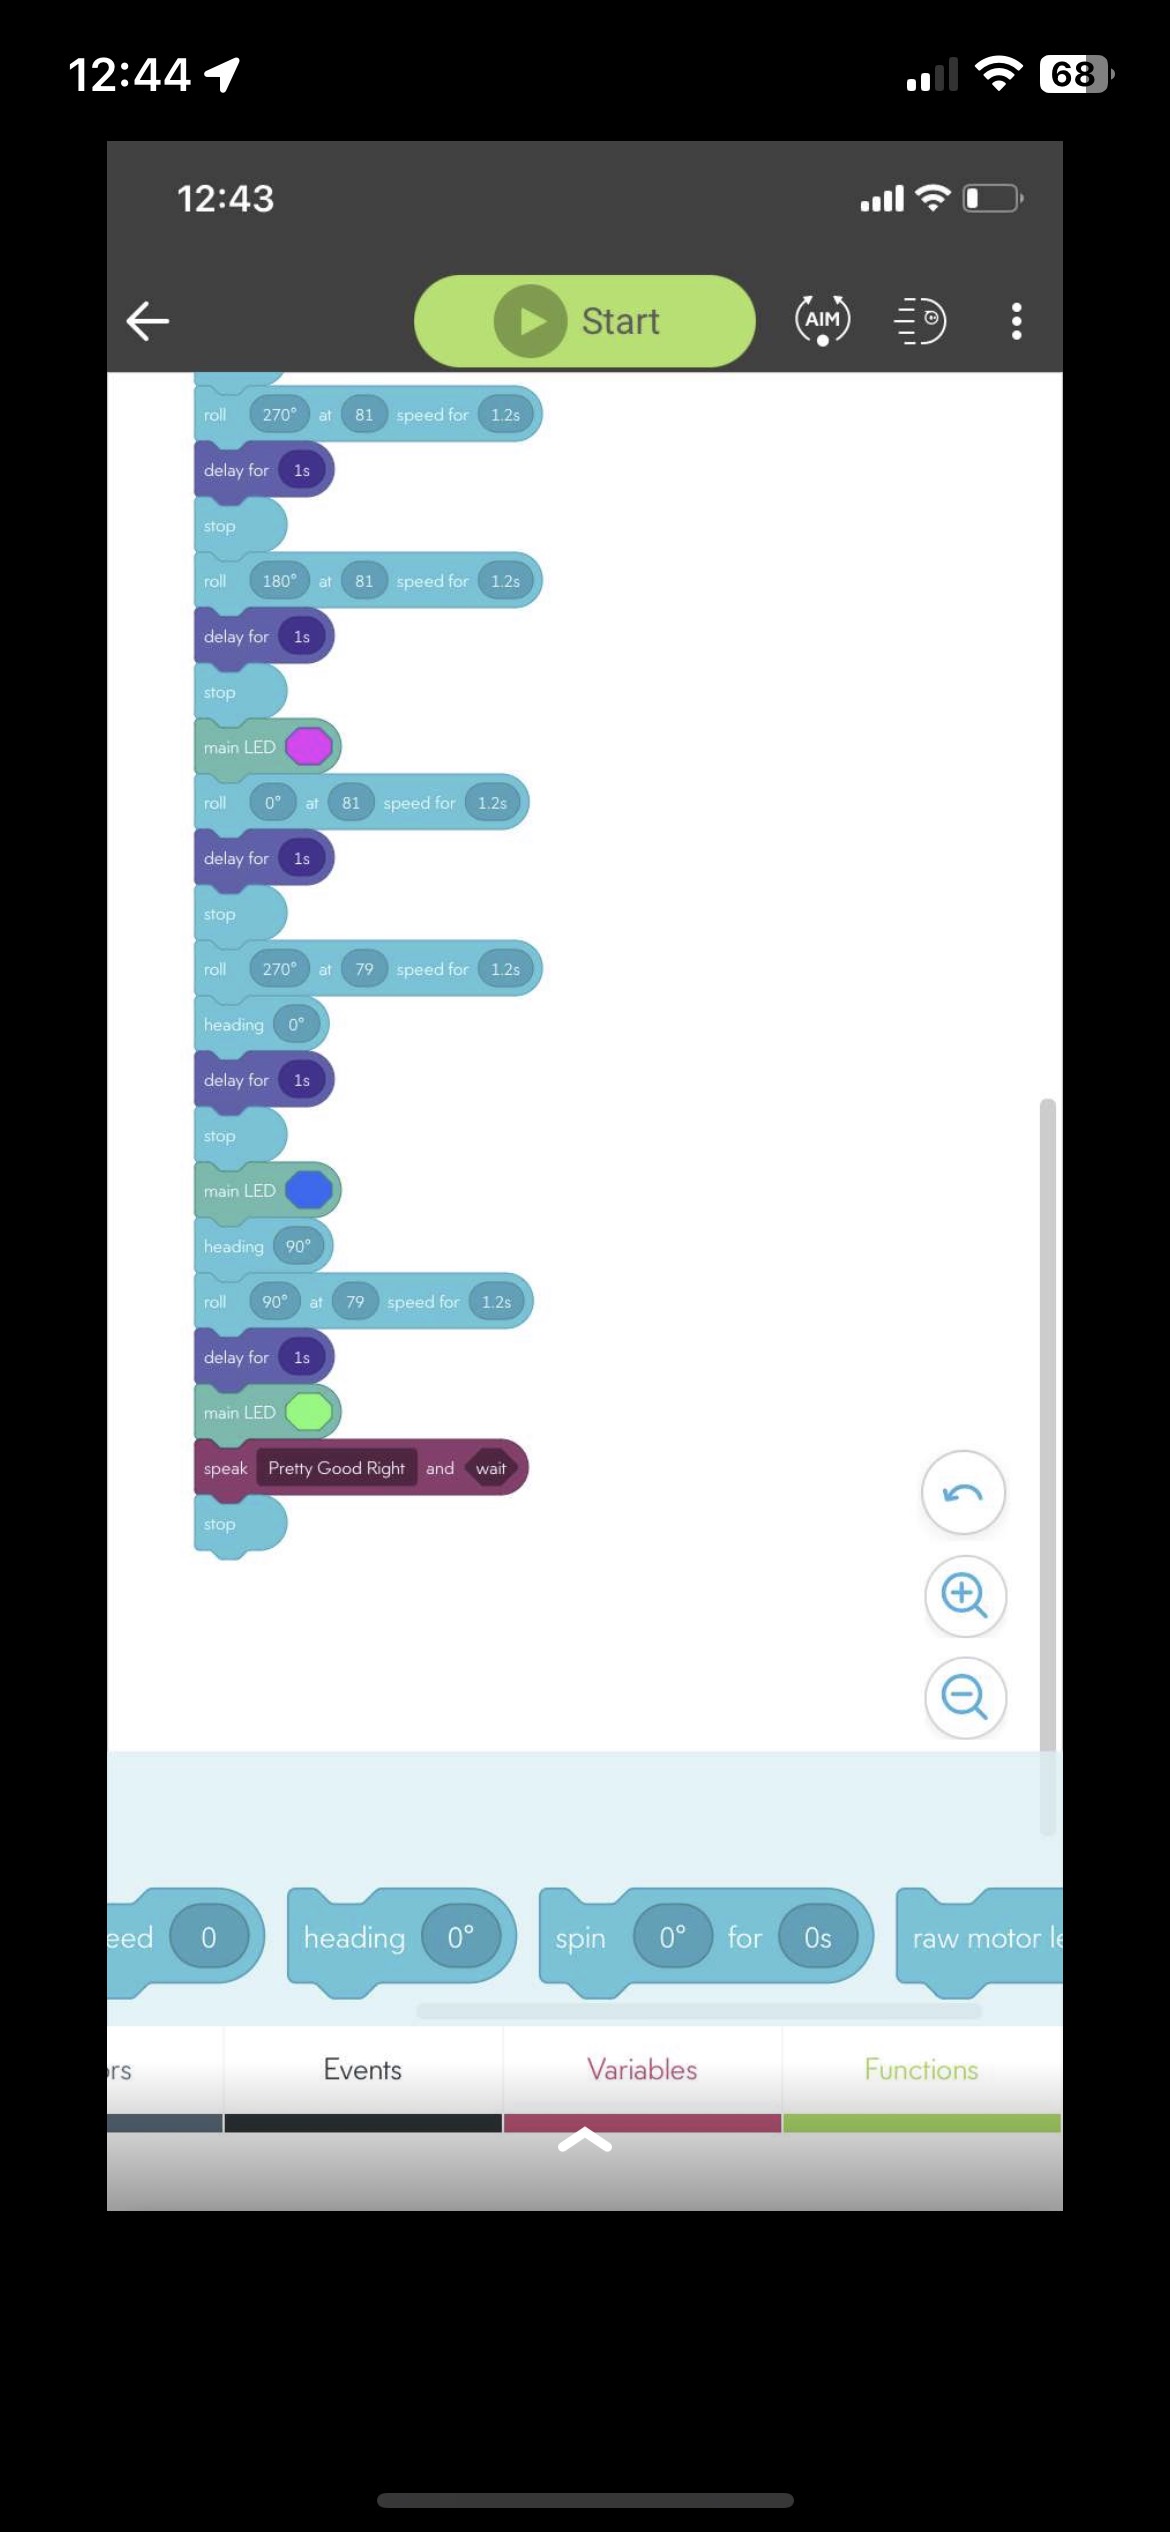 12:44
68
12:43
Start
AIM
roll 270° at 81 speed for 1.2s
delay for 1s
stop
roll 180° at 81 speed for 1.2s
delay for 1s
stop
main LED
roll 0° at 81 speed for 1.2s
delay for 1s
stop
roll 270° at 79 speed for 1.2s
heading 0°
delay for 1s
stop
main LED
heading 90°
roll 90° at 79 speed for 1.2s
delay for 1s
main LED
speak Pretty Good Right and wait
stop
eed 0
heading 0°
spin 0° for 0s
raw motor le
ors
Events
Variables
Functions